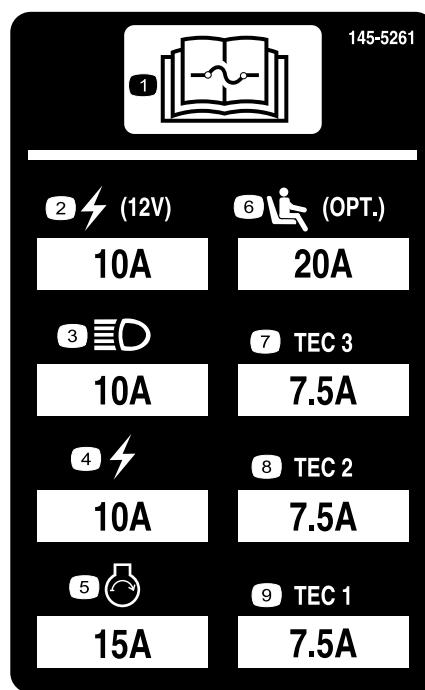 145-5261
1
2 (12V)
10A
6 (OPT.)
20A
3
10A
7 TEC 3
7.5A
4
10A
8 TEC 2
7.5A
5
15A
9 TEC 1
7.5A